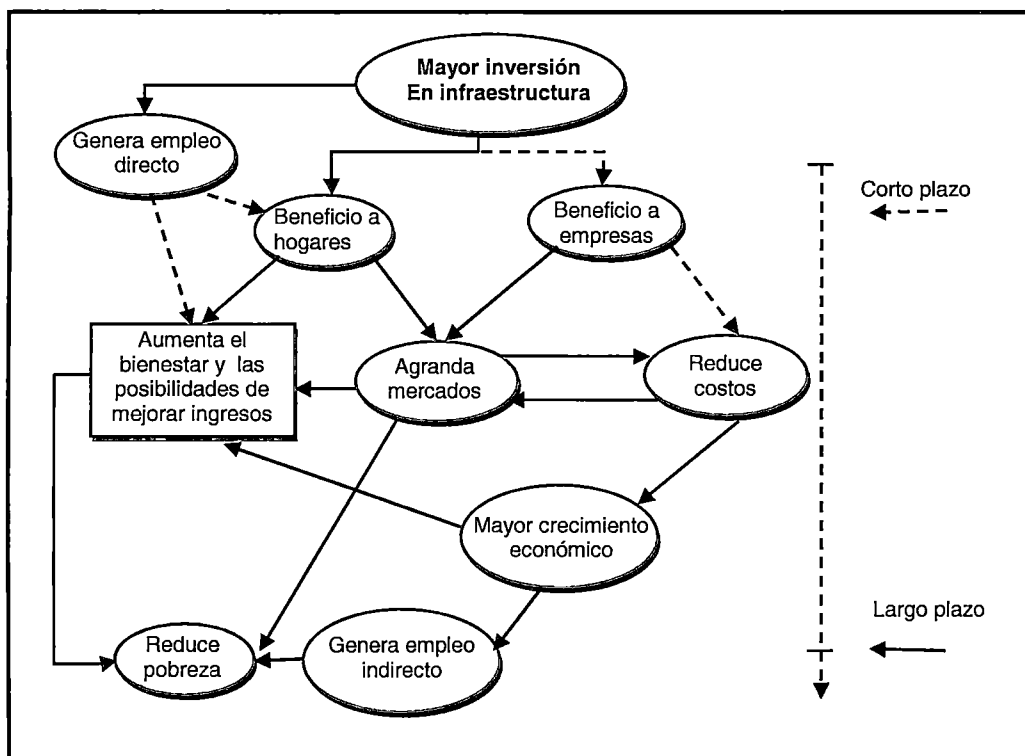 Mayor inversión
En infraestructura
Genera empleo
directo
Corto plazo
Beneficio a
hogares
Beneficio a
empresas
Aumenta el
bienestar y las
posibilidades de
mejorar ingresos
Agranda
mercados
Reduce
costos
Mayor crecimiento
económico
Largo plazo
Reduce
pobreza
Genera empleo
indirecto